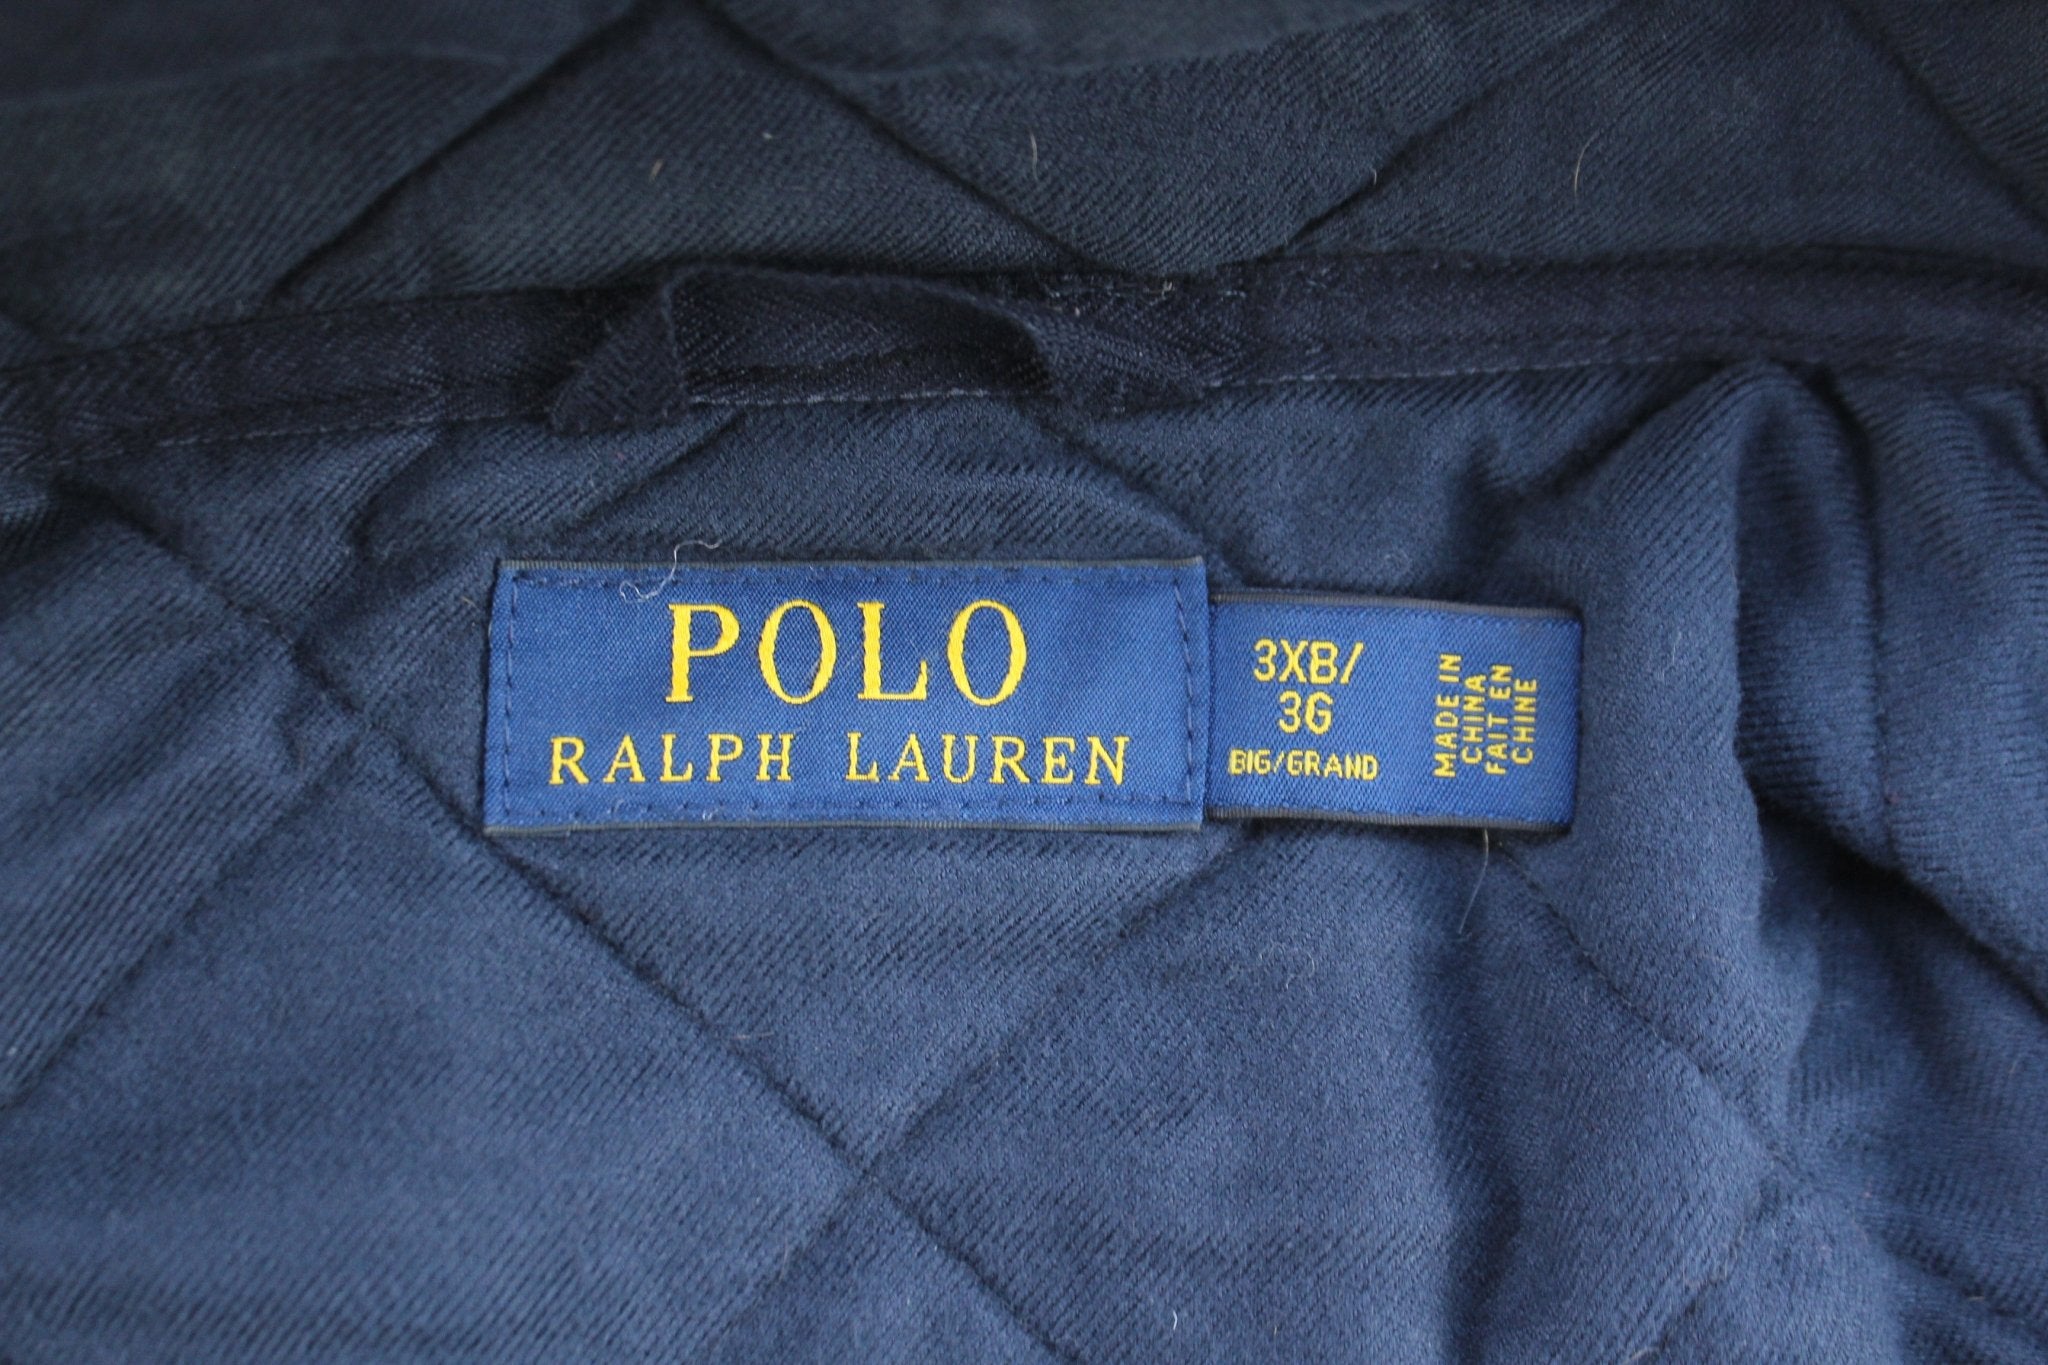 POLO
RALPH LAUREN
3XB/
3G
BIG/GRAND
MADE IN
CHINA
FAIT EN
CHINE